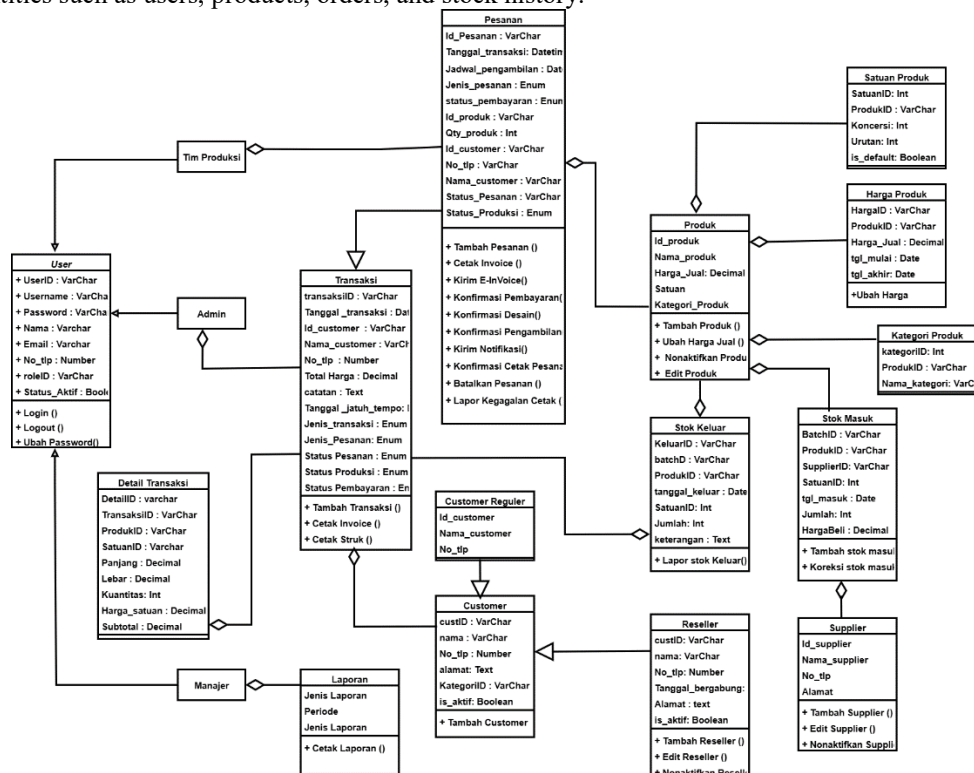 such as users, products, orders, and stock history.
Pesanan
Id_Pesanan : VarChar
Tanggal_transaksi: Datetim
Jadwal_pengambilan : Dat
Jenis_pesanan : Enum
status_pembayaran : Enum
Id_produk : VarChar
Qty_produk : Int
Id_customer : VarChar
No_tlp : VarChar
Nama_customer : VarChar
Status_Pesanan : VarChar
Status_Produksi : Enum
+ Tambah Pesanan ()
+ Cetak Invoice ()
+ Kirim E-InVoice()
+ Konfirmasi Pembayaran(
+ Konfirmasi Desain()
+ Konfirmasi Pengambilan
+ Kirim Notifikasi()
+ Konfirmasi Cetak Pesana
+ Batalkan Pesanan ()
+ Lapor Kegagalan Cetak (
Satuan Produk
SatuanID: Int
ProdukID : VarChar
Koncersi: Int
Urutan: Int
is_default: Boolean
Tim Produksi
Harga Produk
HargaID : VarChar
ProdukID : VarChar
Harga_Jual : Decimal
tgl_mulai : Date
tgl_akhir: Date
+Ubah Harga
Produk
Id_produk
Nama_produk
Harga_Jual: Decimal
Satuan
Kategori_Produk
+ Tambah Produk ()
+ Ubah Harga Jual ()
+ Nonaktifkan Produ
+ Edit Produk
User
+ UserID : VarChar
+ Username : VarCha
+ Password : VarCha
+ Nama : Varchar
+ Email : Varchar
+ No_tlp : Number
+ roleID : VarChar
+ Status_Aktif : Boole
+ Login ()
+ Logout ()
+ Ubah Password()
Admin
Transaksi
transaksiID : VarChar
Tanggal_transaksi : Dat
Id_customer : VarChar
Nama_customer : VarCh
No_tlp : Number
Total Harga : Decimal
catatan : Text
Tanggal _jatuh_tempo:
Jenis_transaksi : Enum
Jenis_Pesanan: Enum
Status Pesanan : Enum
Status Produksi : Enum
Status Pembayaran : En
+ Tambah Transaksi ()
+ Cetak Invoice ()
+ Cetak Struk ()
Kategori Produk
kategoriID: Int
ProdukID : VarChar
Nama_kategori: VarC
Stok Keluar
KeluarID : VarChar
batchD : VarChar
ProdukID : VarChar
tanggal_keluar : Date
SatuanID: Int
Jumlah: Int
keterangan : Text
+ Lapor stok Keluar()
Stok Masuk
BatchID : VarChar
ProdukID : VarChar
SupplierID: VarChar
SatuanID: Int
tgl_masuk : Date
Jumlah: Int
HargaBeli : Decimal
+ Tambah stok masu
+ Koreksi stok masu
Detail Transaksi
DetailID : varchar
TransaksiID : VarChar
ProdukID : VarChar
SatuanID : Varchar
Panjang : Decimal
Lebar : Decimal
Kuantitas: Int
Harga_satuan : Decimal
Subtotal : Decimal
Customer Reguler
Id_customer
Nama_customer
No_tlp
Customer
custID : VarChar
nama : VarChar
No_tlp : Number
alamat: Text
KategoriID : VarChar
is_aktif: Boolean
+ Tambah Customer
Reseller
custID: VarChar
nama: VarChar
No_tlp: Number
Tanggal_bergabung:
Alamat : text
is_aktif: Boolean
+ Tambah Reseller ()
+ Edit Reseller ()
+ Nonaktifkan Resell
Supplier
Id_supplier
Nama_supplier
No_tlp
Alamat
+ Tambah Supplier ()
+ Edit Supplier ()
+ Nonaktifkan Suppli
Manajer
Laporan
Jenis Laporan
Periode
Jenis Laporan
+ Cetak Laporan ()